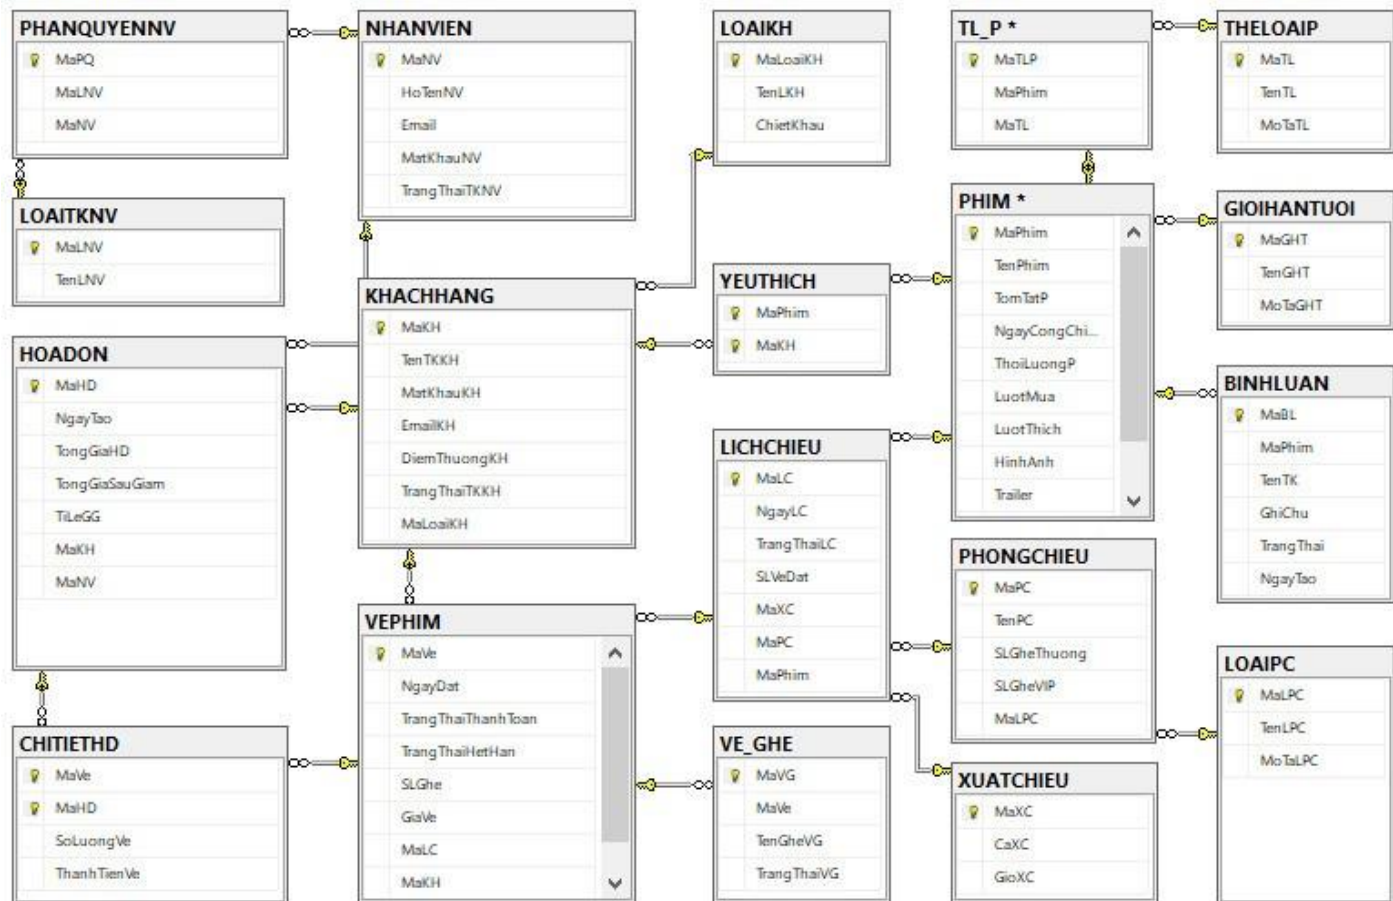 PHANQUYENNV
MaPQ
MaLNV
MaNV
NHANVIEN
MaNV
HoTenNV
Email
MatKhauNV
TrangThaiTKNV
LOAIKH
MaLoaiKH
TenLKH
ChietKhau
TL_P *
MaTLP
MaPhim
MaTL
THELOAIP
MaTL
TenTL
MoTaTL
LOAITKNV
MaLNV
TenLNV
KHACHHANG
MaKH
TenTKKH
MatKhauKH
EmailKH
DiemThuongKH
TrangThaiTKKH
MaLoaiKH
YEUTHICH
MaPhim
MaKH
PHIM *
MaPhim
TenPhim
TomTatP
NgayCongChi...
ThoiLuongP
LuotMua
LuotThich
HinhAnh
Trailer
GIOIHANTUOI
MaGHT
TenGHT
MoTaGHT
HOADON
MaHD
NgayTao
TongGiaHD
TongGiaSauGiam
TiLeGG
MaKH
MaNV
LICHCHIEU
MaLC
NgayLC
TrangThaiLC
SLVeDat
MaXC
MaPC
MaPhim
BINHLUAN
MaBL
MaPhim
TenTK
GhiChu
TrangThai
NgayTao
PHONGCHIEU
MaPC
TenPC
SLGheThuong
SLGheVIP
MaLPC
LOAIPC
MaLPC
TenLPC
MoTaLPC
CHITIETHD
MaVe
MaHD
SoLuongVe
ThanhTienVe
VEPHIM
MaVe
NgayDat
TrangThaiThanhToan
TrangThaiHetHan
SLGhe
GiaVe
MaLC
MaKH
VE_GHE
MaVG
MaVe
TenGheVG
TrangThaiVG
XUATCHIEU
MaXC
CaXC
GioXC